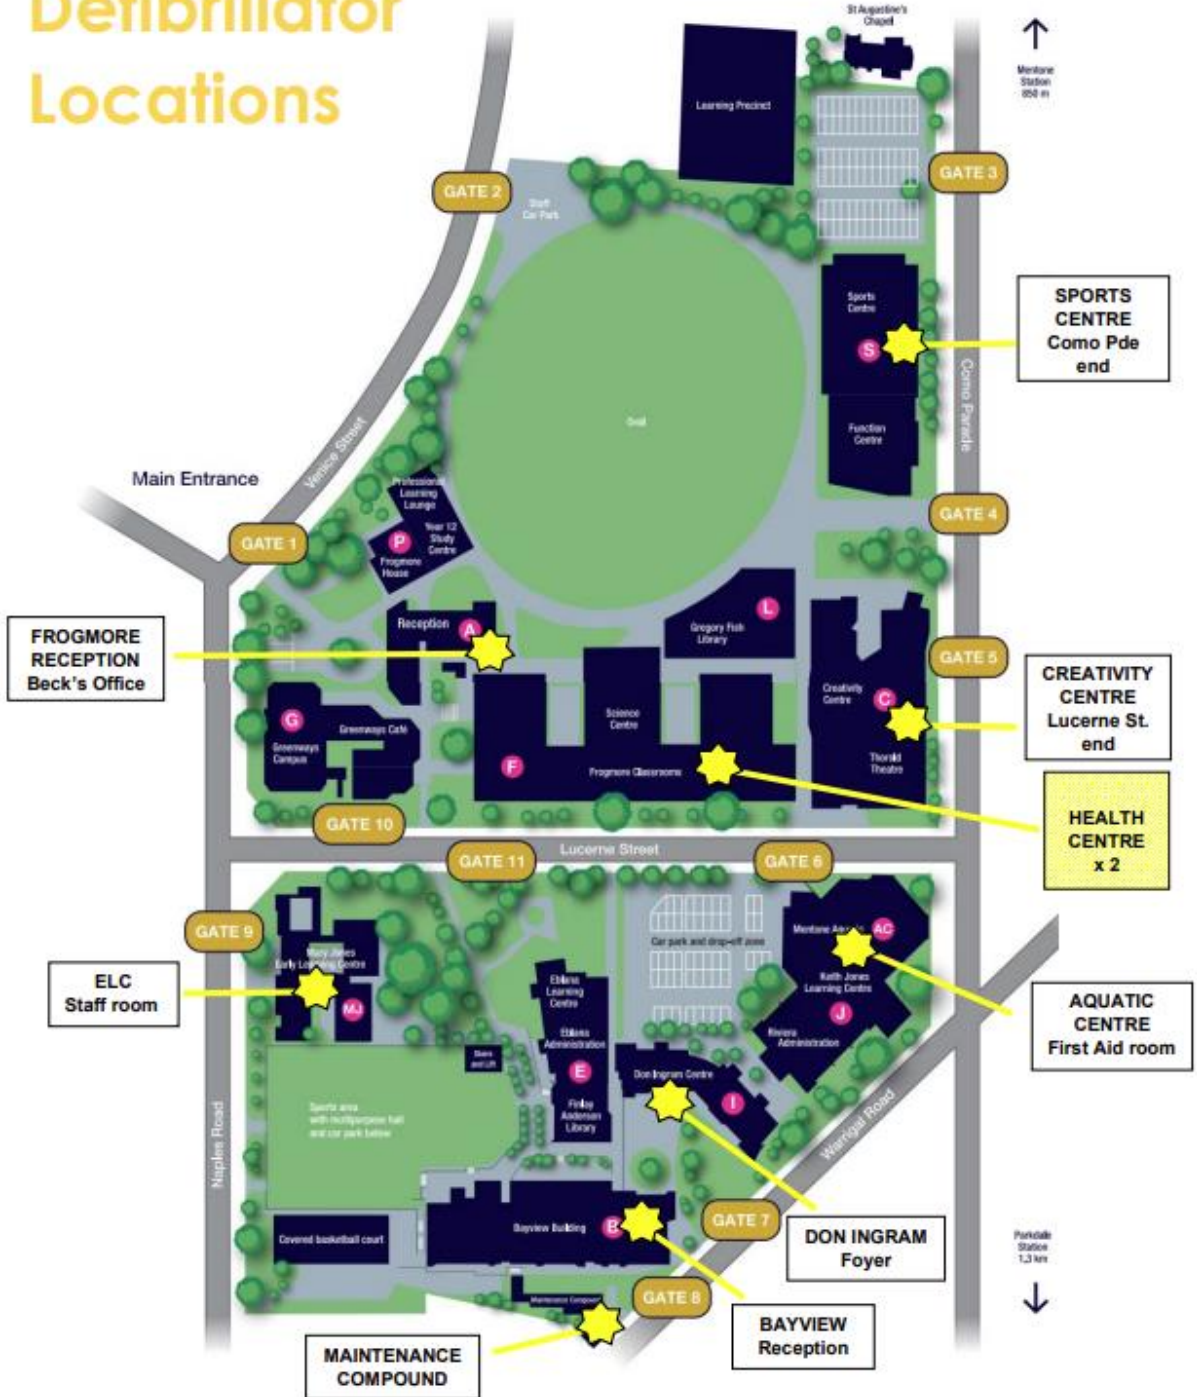 Defibrillator
Locations
St Augustine's
Chapel
Mentone
Station
850 m
Learning Precinct
GATE 3
GATE 2
Staff
Car Park
SPORTS
CENTRE
Como Pde
end
Sports
Centre
S
Como Parade
Oval
Function
Centre
Venice Street
Main Entrance
Professional
Learning
Lounge
Year 12
Study
Centre
P
Frogmore
House
GATE 1
GATE 4
L
Gregory Fish
Library
Reception
A
FROGMORE
RECEPTION
Beck's Office
GATE 5
CREATIVITY
CENTRE
Lucerne St.
end
Creativity
Centre
C
G
Greenways Café
Greenways
Campus
Science
Centre
Thorold
Theatre
F
Frogmore Classrooms
HEALTH
CENTRE
x 2
GATE 10
Lucerne Street
GATE 11
GATE 6
GATE 9
Mentone
AC
Car park and drop-off zone
Mary Jones
Early Learning Centre
ELC
Staff room
MJ
Eblana
Learning
Centre
Keith Jones
Learning Centre
AQUATIC
CENTRE
First Aid room
J
Riviera
Administration
Eblana
Administration
Stairs
and Lift
E
Don Ingram Centre
I
Finlay
Anderson
Library
Sports area
with multipurpose hall
and car park below
Naples Road
Warrigal Road
GATE 7
Bayview Building
B
Covered basketball court
DON INGRAM
Foyer
Parkdale
Station
1.3 km
GATE 8
Maintenance Compound
BAYVIEW
Reception
MAINTENANCE
COMPOUND